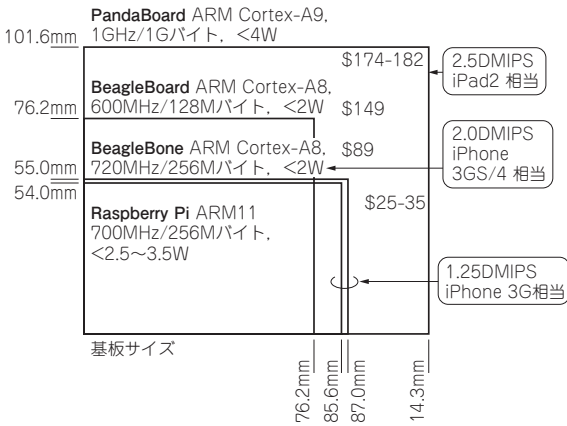 PandaBoard ARM Cortex-A9,
1GHz/1Gバイト，<4W
101.6mm
$174-182
2.5DMIPS
iPad2 相当
BeagleBoard ARM Cortex-A8,
600MHz/128Mバイト，<2W
$149
76.2mm
2.0DMIPS
iPhone
3GS/4 相当
BeagleBone ARM Cortex-A8,
720MHz/256Mバイト，<2W
$89
55.0mm
54.0mm
$25-35
Raspberry Pi ARM11
700MHz/256Mバイト，
<2.5〜3.5W
1.25DMIPS
iPhone 3G相当
基板サイズ
76.2mm
85.6mm
87.0mm
14.3mm